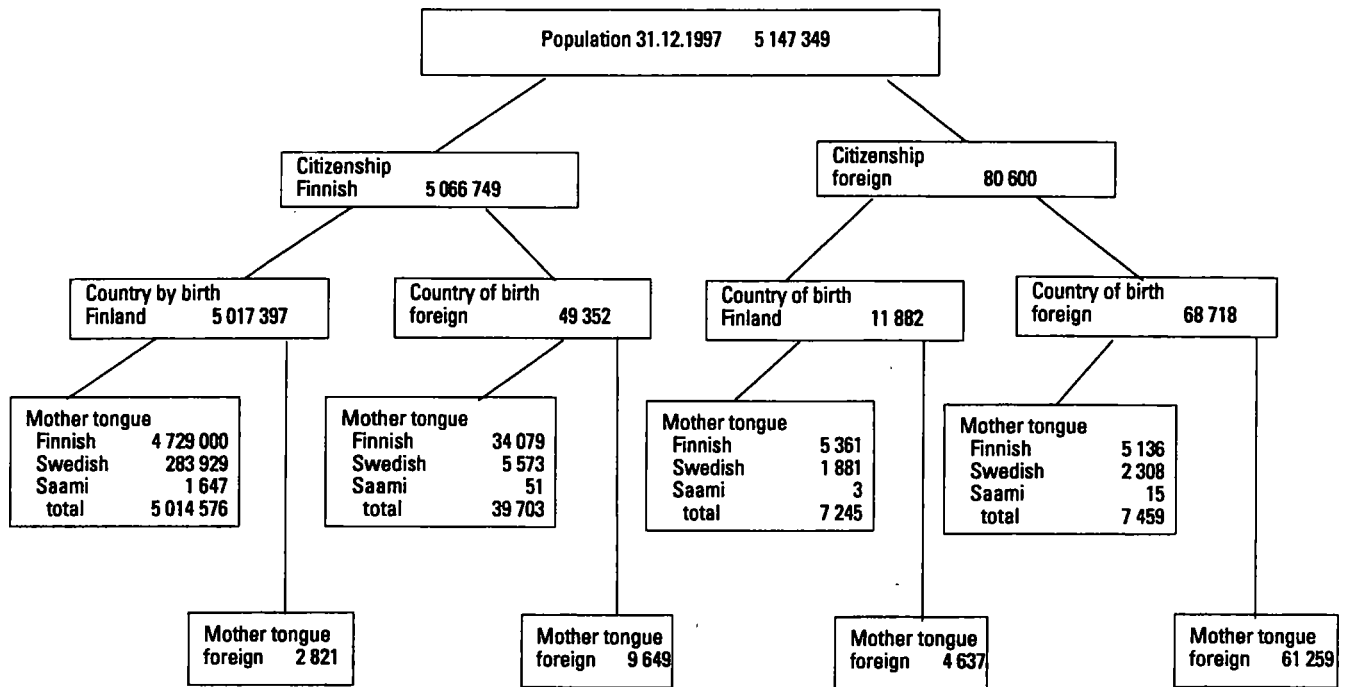 Population 31.12.1997 5 147 349
Citizenship
Finnish 5 066 749
Citizenship
foreign 80 600
Country by birth
Finland 5 017 397
Country of birth
foreign 49 352
Country of birth
Finland 11 882
Country of birth
foreign 68 718
Mother tongue
Finnish 4 729 000
Swedish 283 929
Saami 1 647
total 5 014 576
Mother tongue
Finnish 34 079
Swedish 5 573
Saami 51
total 39 703
Mother tongue
Finnish 5 361
Swedish 1 881
Saami 3
total 7 245
Mother tongue
Finnish 5 136
Swedish 2 308
Saami 15
total 7 459
Mother tongue
foreign 2 821
Mother tongue
foreign 9 649
Mother tongue
foreign 4 637
Mother tongue
foreign 61 259